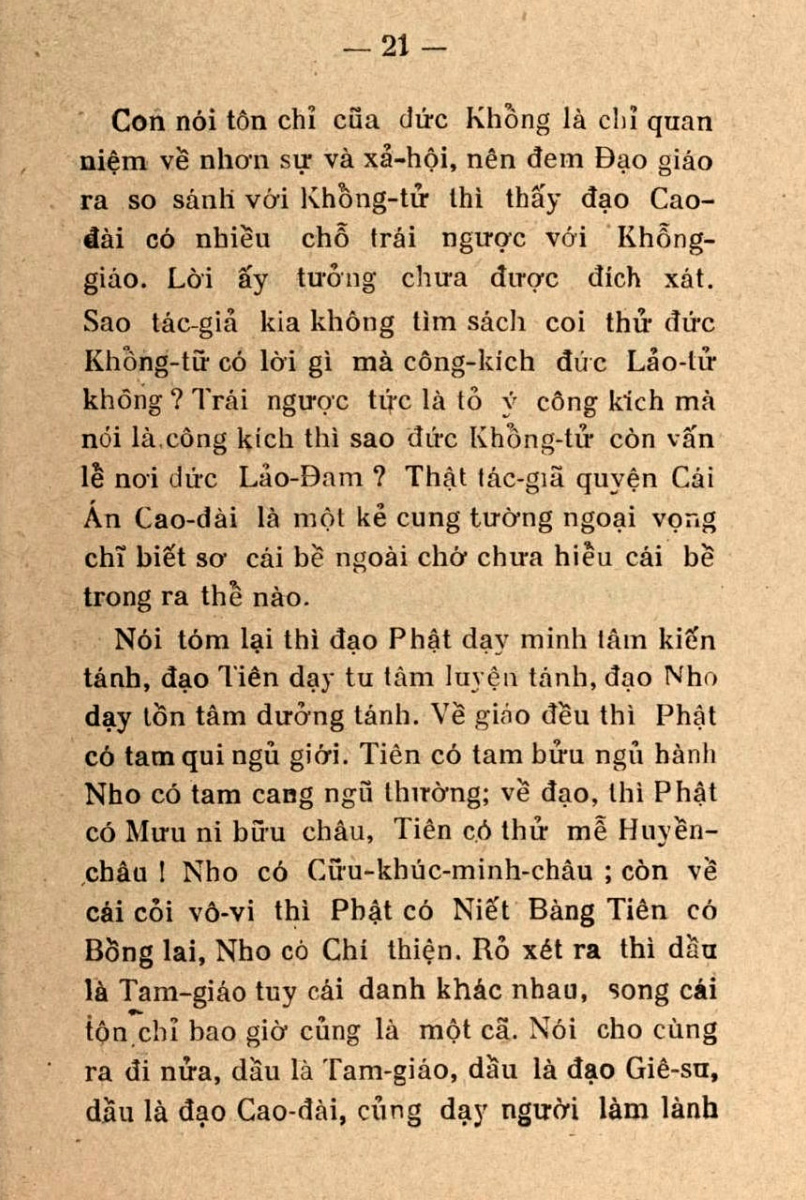 — 21 —
Con nói tôn chỉ cũa đức Khổng là chỉ quan
niệm về nhơn sự và xả-hội, nên đem Đạo giáo
ra so sánh với Khổng-tử thì thấy đạo Cao-
đài có nhiều chỗ trái ngược với Khổng-
giáo. Lời ấy tưởng chưa được đích xát.
Sao tác-giả kia không tìm sách coi thử đức
Khổng-tữ có lời gì mà công-kích đức Lảo-tử
không ? Trái ngược tức là tỏ ý công kích mà
nói là công kích thì sao đức Khổng-tử còn vấn
lể nơi đức Lảo-Đam ? Thật tác-giã quyện Cái
Án Cao-đài là một kẻ cung tường ngoại vọng
chĩ biết sơ cái bề ngoài chớ chưa hiểu cái bề
trong ra thể nào.
Nói tóm lại thì đạo Phật dạy minh tâm kiến
tánh, đạo Tiên dạy tu tâm luyện tánh, đạo Nho
dạy tồn tâm dưởng tánh. Về giáo đều thì Phật
có tam qui ngủ giới. Tiên có tam bửu ngủ hành
Nho có tam cang ngũ thường; về đạo, thì Phật
có Mưu ni bữu châu, Tiên có thử mễ Huyền-
châu ! Nho có Cữu-khúc-minh-châu ; còn về
cái cỏi vô-vi thì Phật có Niết Bàng Tiên có
Bồng lai, Nho có Chí thiện. Rỏ xét ra thì dầu
là Tam-giáo tuy cái danh khác nhau, song cái
tôn chỉ bao giờ củng là một cã. Nói cho cùng
ra đi nửa, dầu là Tam-giáo, dầu là đạo Giê-su,
dầu là đạo Cao-đài, củng dạy người làm lành